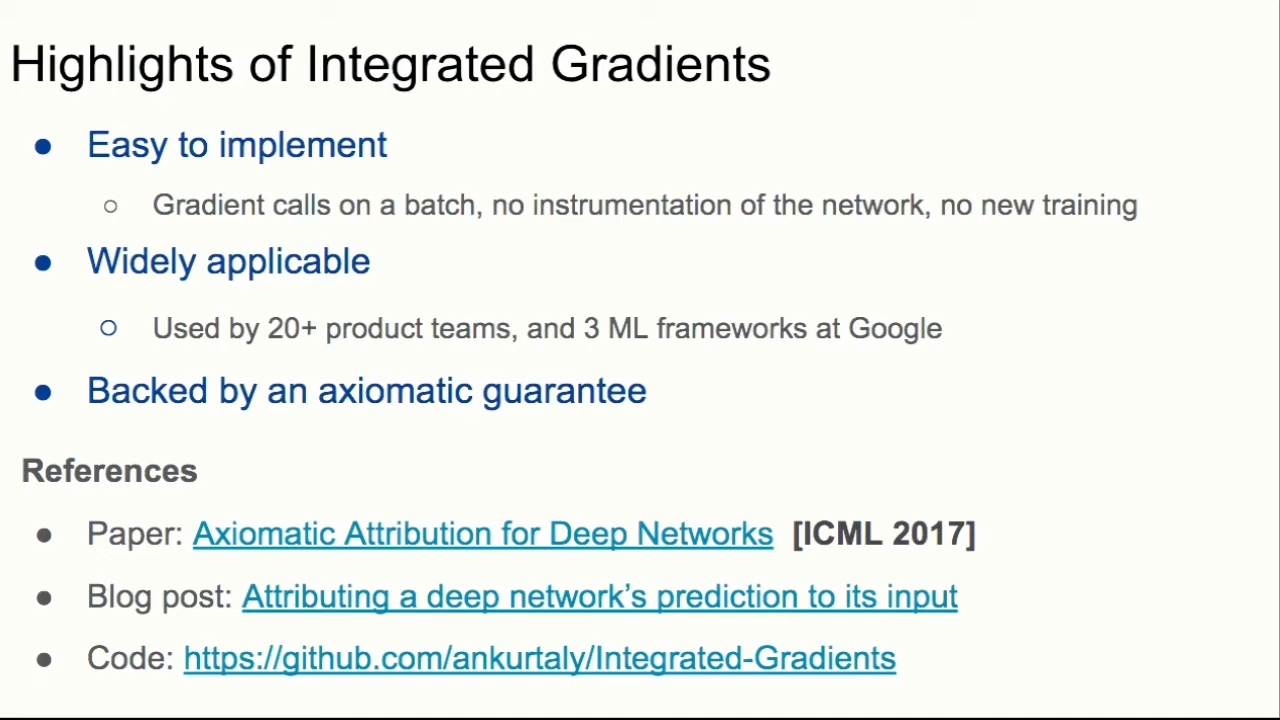 Highlights of Integrated Gradients
● Easy to implement
○ Gradient calls on a batch, no instrumentation of the network, no new training
● Widely applicable
○ Used by 20+ product teams, and 3 ML frameworks at Google
● Backed by an axiomatic guarantee
References
● Paper: Axiomatic Attribution for Deep Networks [ICML 2017]
● Blog post: Attributing a deep network’s prediction to its input
● Code: https://github.com/ankurtaly/Integrated-Gradients